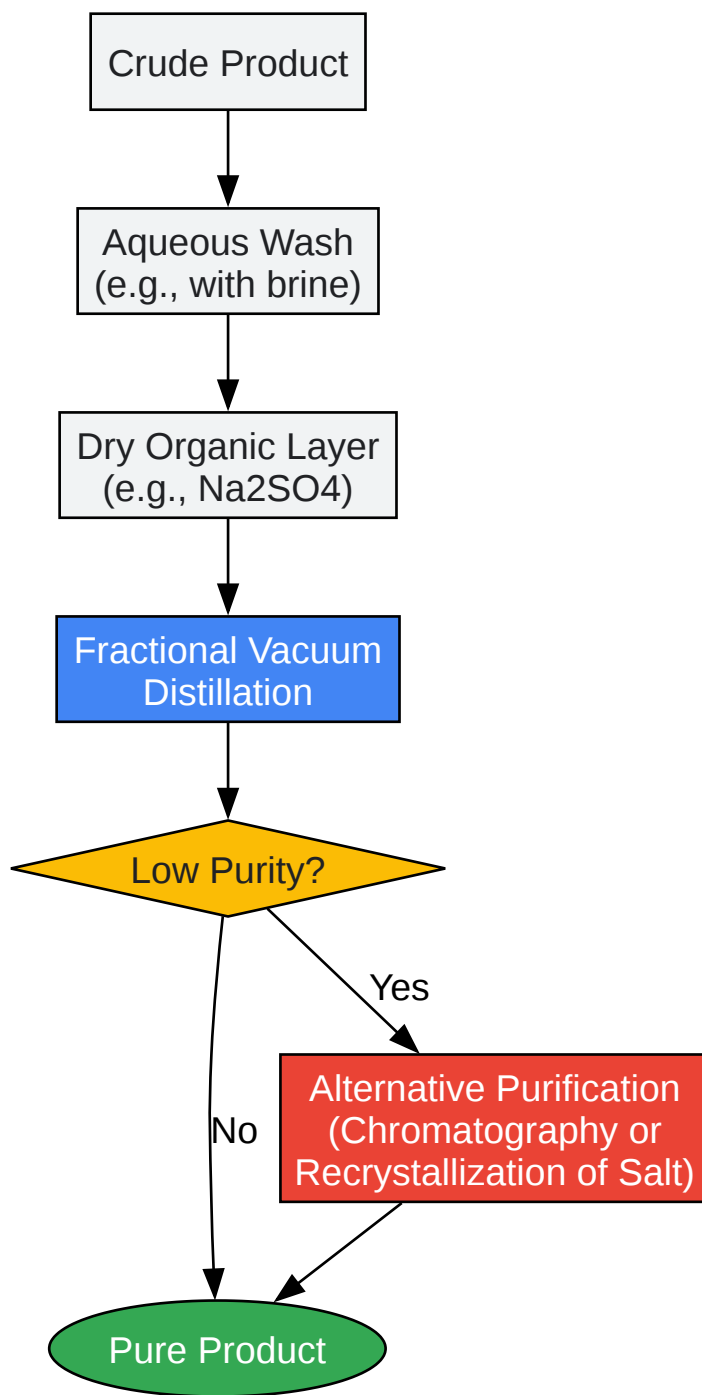 Crude Product
Aqueous Wash
(e.g., with brine)
Dry Organic Layer
(e.g., Na2SO4)
Fractional Vacuum
Distillation
Low Purity?
Yes
Alternative Purification
(Chromatography or
Recrystallization of Salt)
No
Pure Product